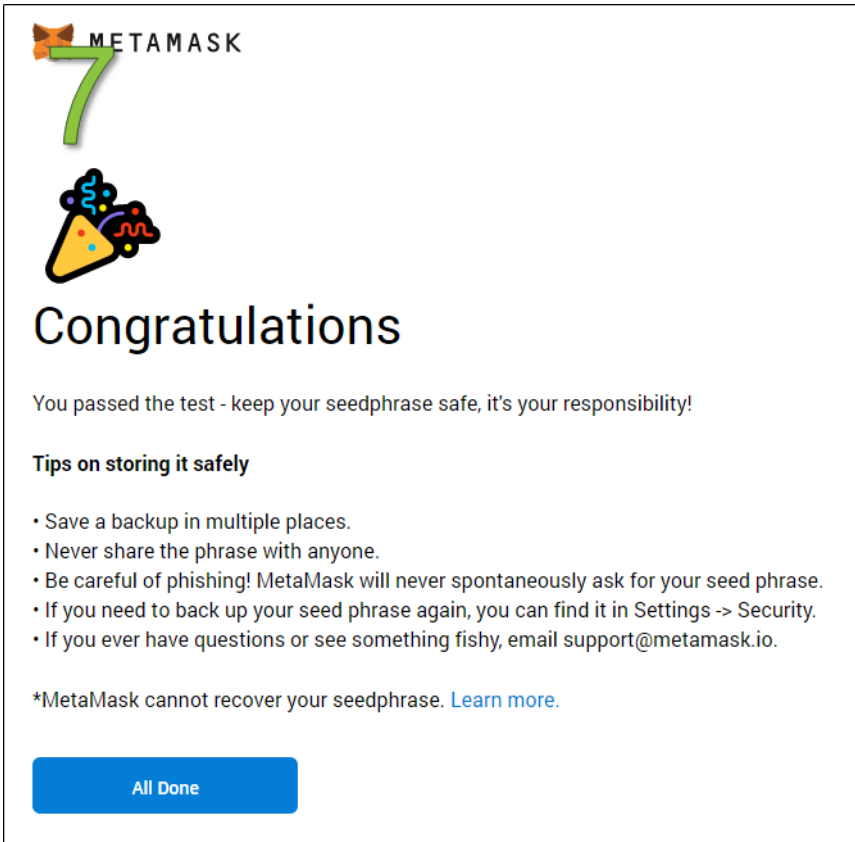 METAMASK
7
Congratulations
You passed the test - keep your seedphrase safe, it's your responsibility!
Tips on storing it safely
• Save a backup in multiple places.
• Never share the phrase with anyone.
• Be careful of phishing! MetaMask will never spontaneously ask for your seed phrase.
• If you need to back up your seed phrase again, you can find it in Settings -> Security.
• If you ever have questions or see something fishy, email support@metamask.io.
*MetaMask cannot recover your seedphrase. Learn more.
All Done